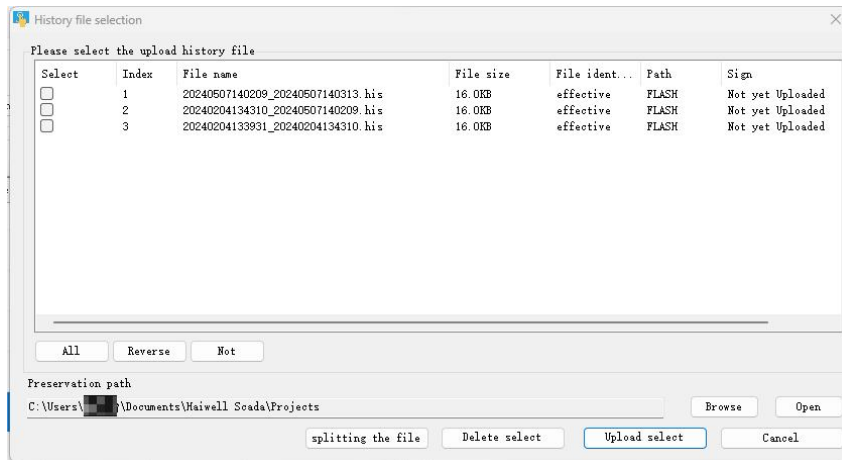 History file selection
Please select the upload history file
Select Index File name File size File ident... Path Sign
1 20240507140209_20240507140313.his 16.0KB effective FLASH Not yet Uploaded
2 20240204134310_20240507140209.his 16.0KB effective FLASH Not yet Uploaded
3 20240204133931_20240204134310.his 16.0KB effective FLASH Not yet Uploaded
All Reverse Not
Preservation path
C:\Users\ \Documents\Haiwell Scada\Projects Browse Open
splitting the file Delete select Upload select Cancel